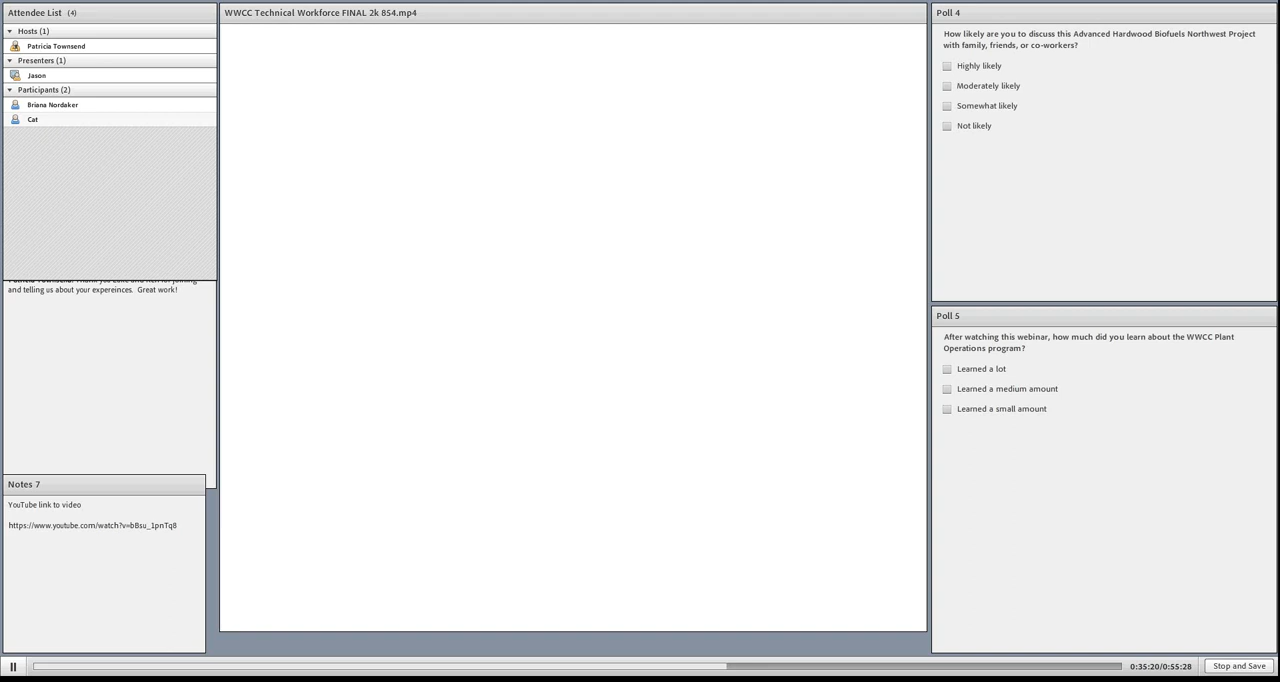 Attendee List (4)
Hosts (1)
Patricia Townsend
Presenters (1)
Jason
Participants (2)
Briana Nordaker
Cat
and telling us about your expereinces. Great work!
Notes 7
YouTube link to video
https://www.youtube.com/watch?v=bBsu_1pnTq8
WWCC Technical Workforce FINAL 2k 854.mp4
Poll 4
How likely are you to discuss this Advanced Hardwood Biofuels Northwest Project
with family, friends, or co-workers?
Highly likely
Moderately likely
Somewhat likely
Not likely
Poll 5
After watching this webinar, how much did you learn about the WWCC Plant
Operations program?
Learned a lot
Learned a medium amount
Learned a small amount
0:35:20/0:55:28
Stop and Save